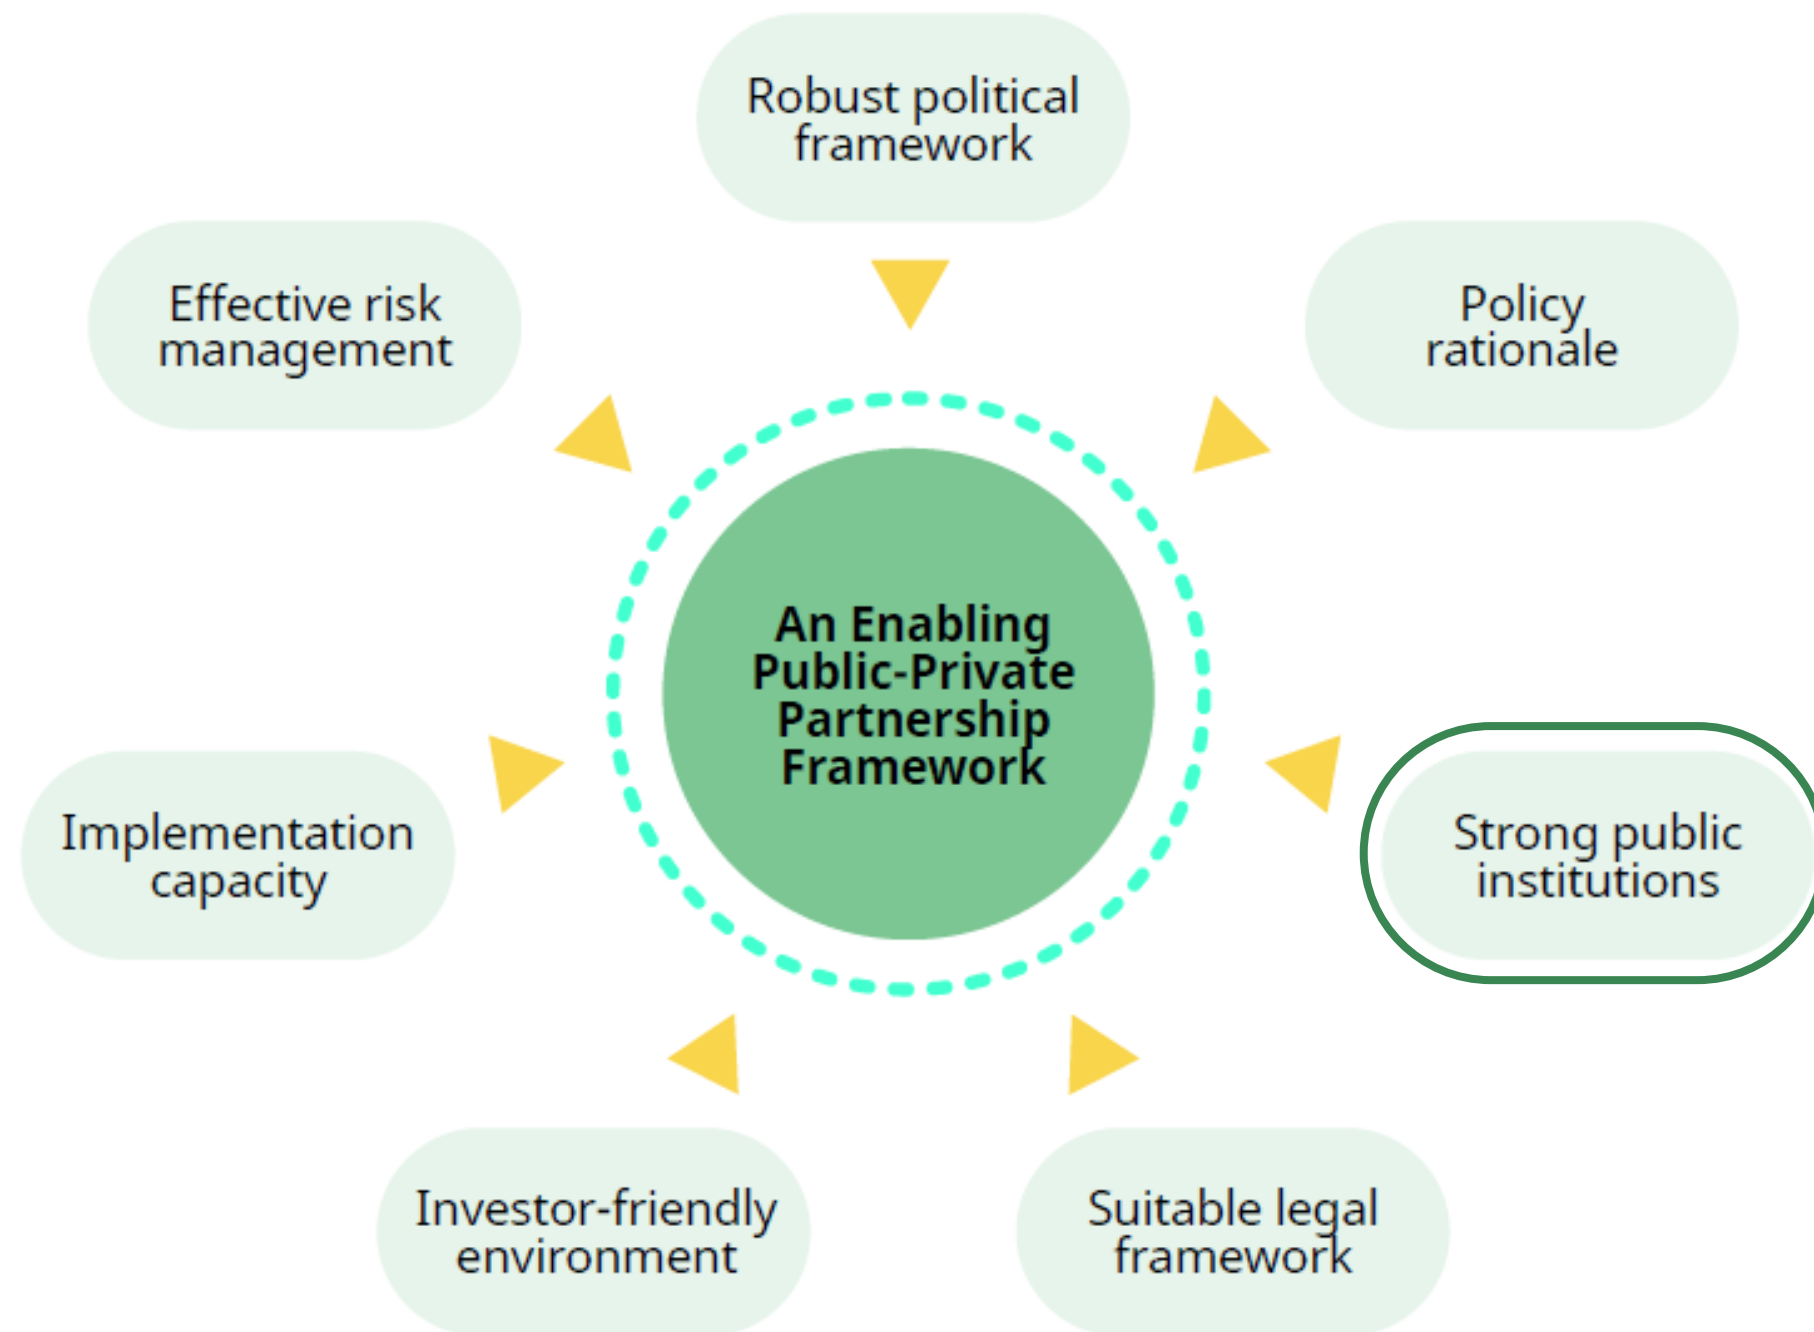 Robust political
framework
Effective risk
management
Policy
rationale
An Enabling
Public-Private
Partnership
Framework
Implementation
capacity
Strong public
institutions
Investor-friendly
environment
Suitable legal
framework